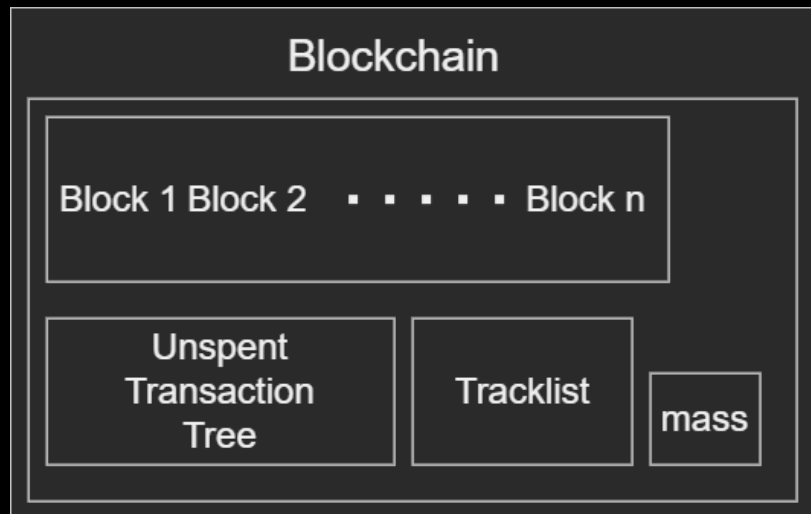 Blockchain
Block 1 Block 2 ▪ ▪ ▪ ▪ ▪ Block n
Unspent
Transaction
Tree
Tracklist
mass